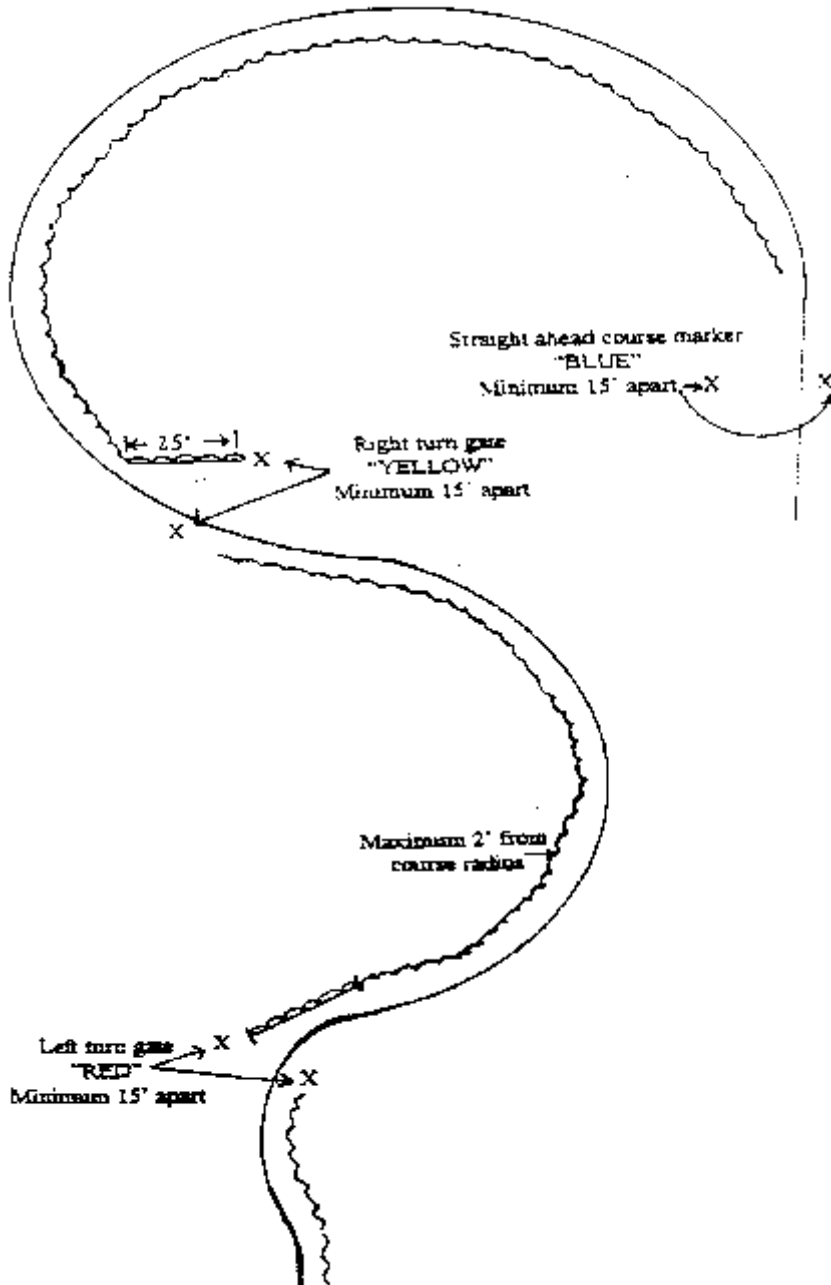 Straight ahead course marker
"BLUE"
Minimum 15' apart
X
X
25'
X
Right turn gate
"YELLOW"
Minimum 15' apart
X
Maximum 2' from
course radius
X
Left turn gate
"RED"
Minimum 15' apart
X